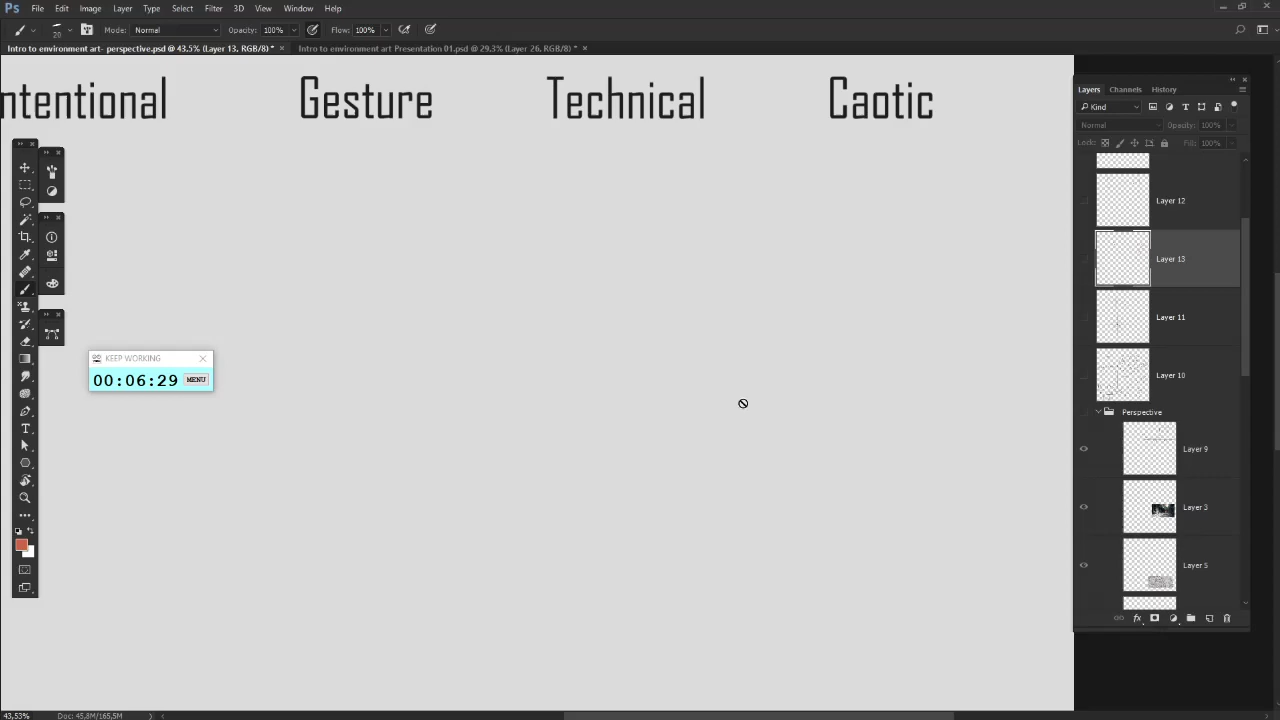 Ps File Edit Image Layer Type Select Filter 3D View Window Help
20 Mode: Normal Opacity: 100% Flow: 100%
Intro to environment art- perspective.psd @ 43.5% (Layer 13, RGB/8) * × Intro to environment art Presentation 01.psd @ 29,3% (Layer 26, RGB/8) * ×
ntentional Gesture Technical Caotic
Layers Channels History
Kind
Normal Opacity: 100%
Lock: Fill: 100%
Layer 12
Layer 13
Layer 11
KEEP WORKING
00:06:29 MENU
Layer 10
Perspective
Layer 9
Layer 3
Layer 5
43,53% Doc: 45,8M/165,5M